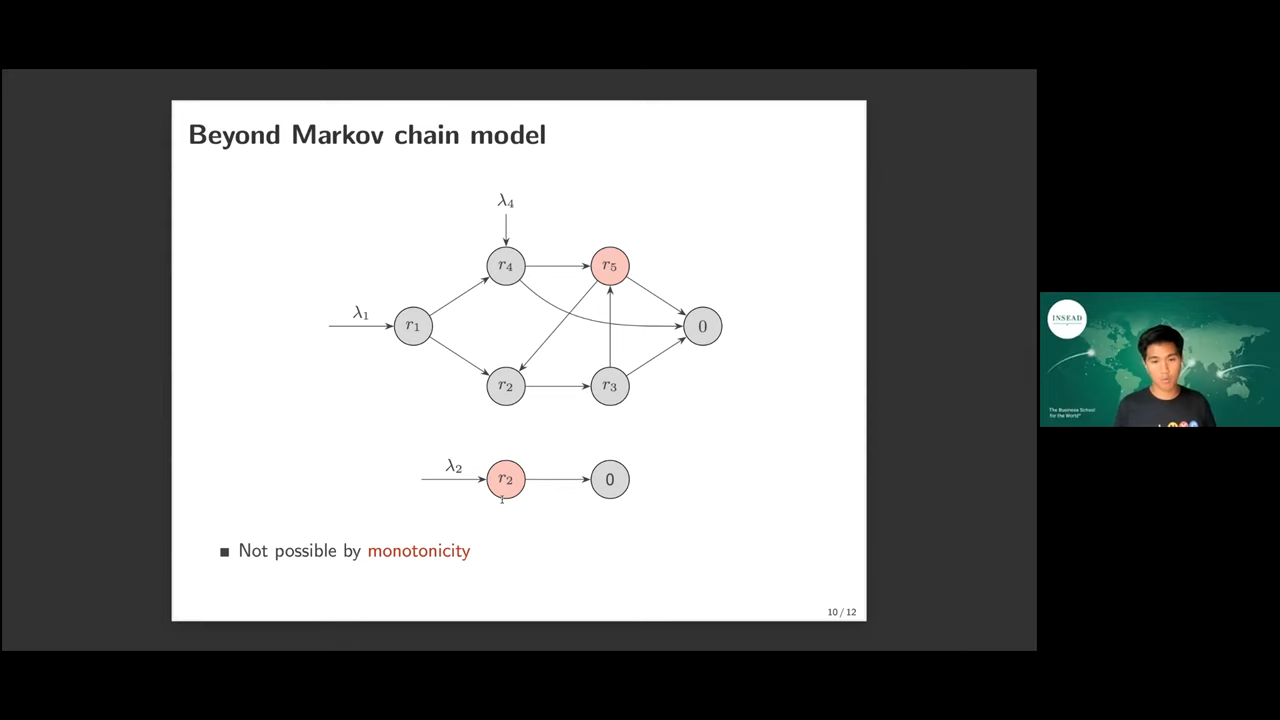 Beyond Markov chain model
λ₄
r₄
r₅
λ₁
r₁
0
r₂
r₃
λ₂
r₂
0
Not possible by monotonicity
10 / 12
INSEAD
The Business School
for the World®